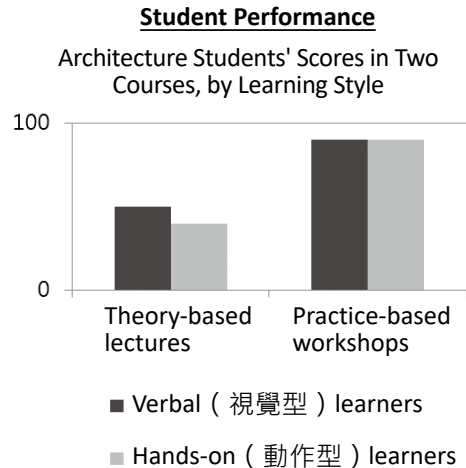 Student Performance
Architecture Students' Scores in Two
Courses, by Learning Style
100
0
Theory-based
lectures
Practice-based
workshops
Verbal（視覺型）learners
Hands-on（動作型）learners